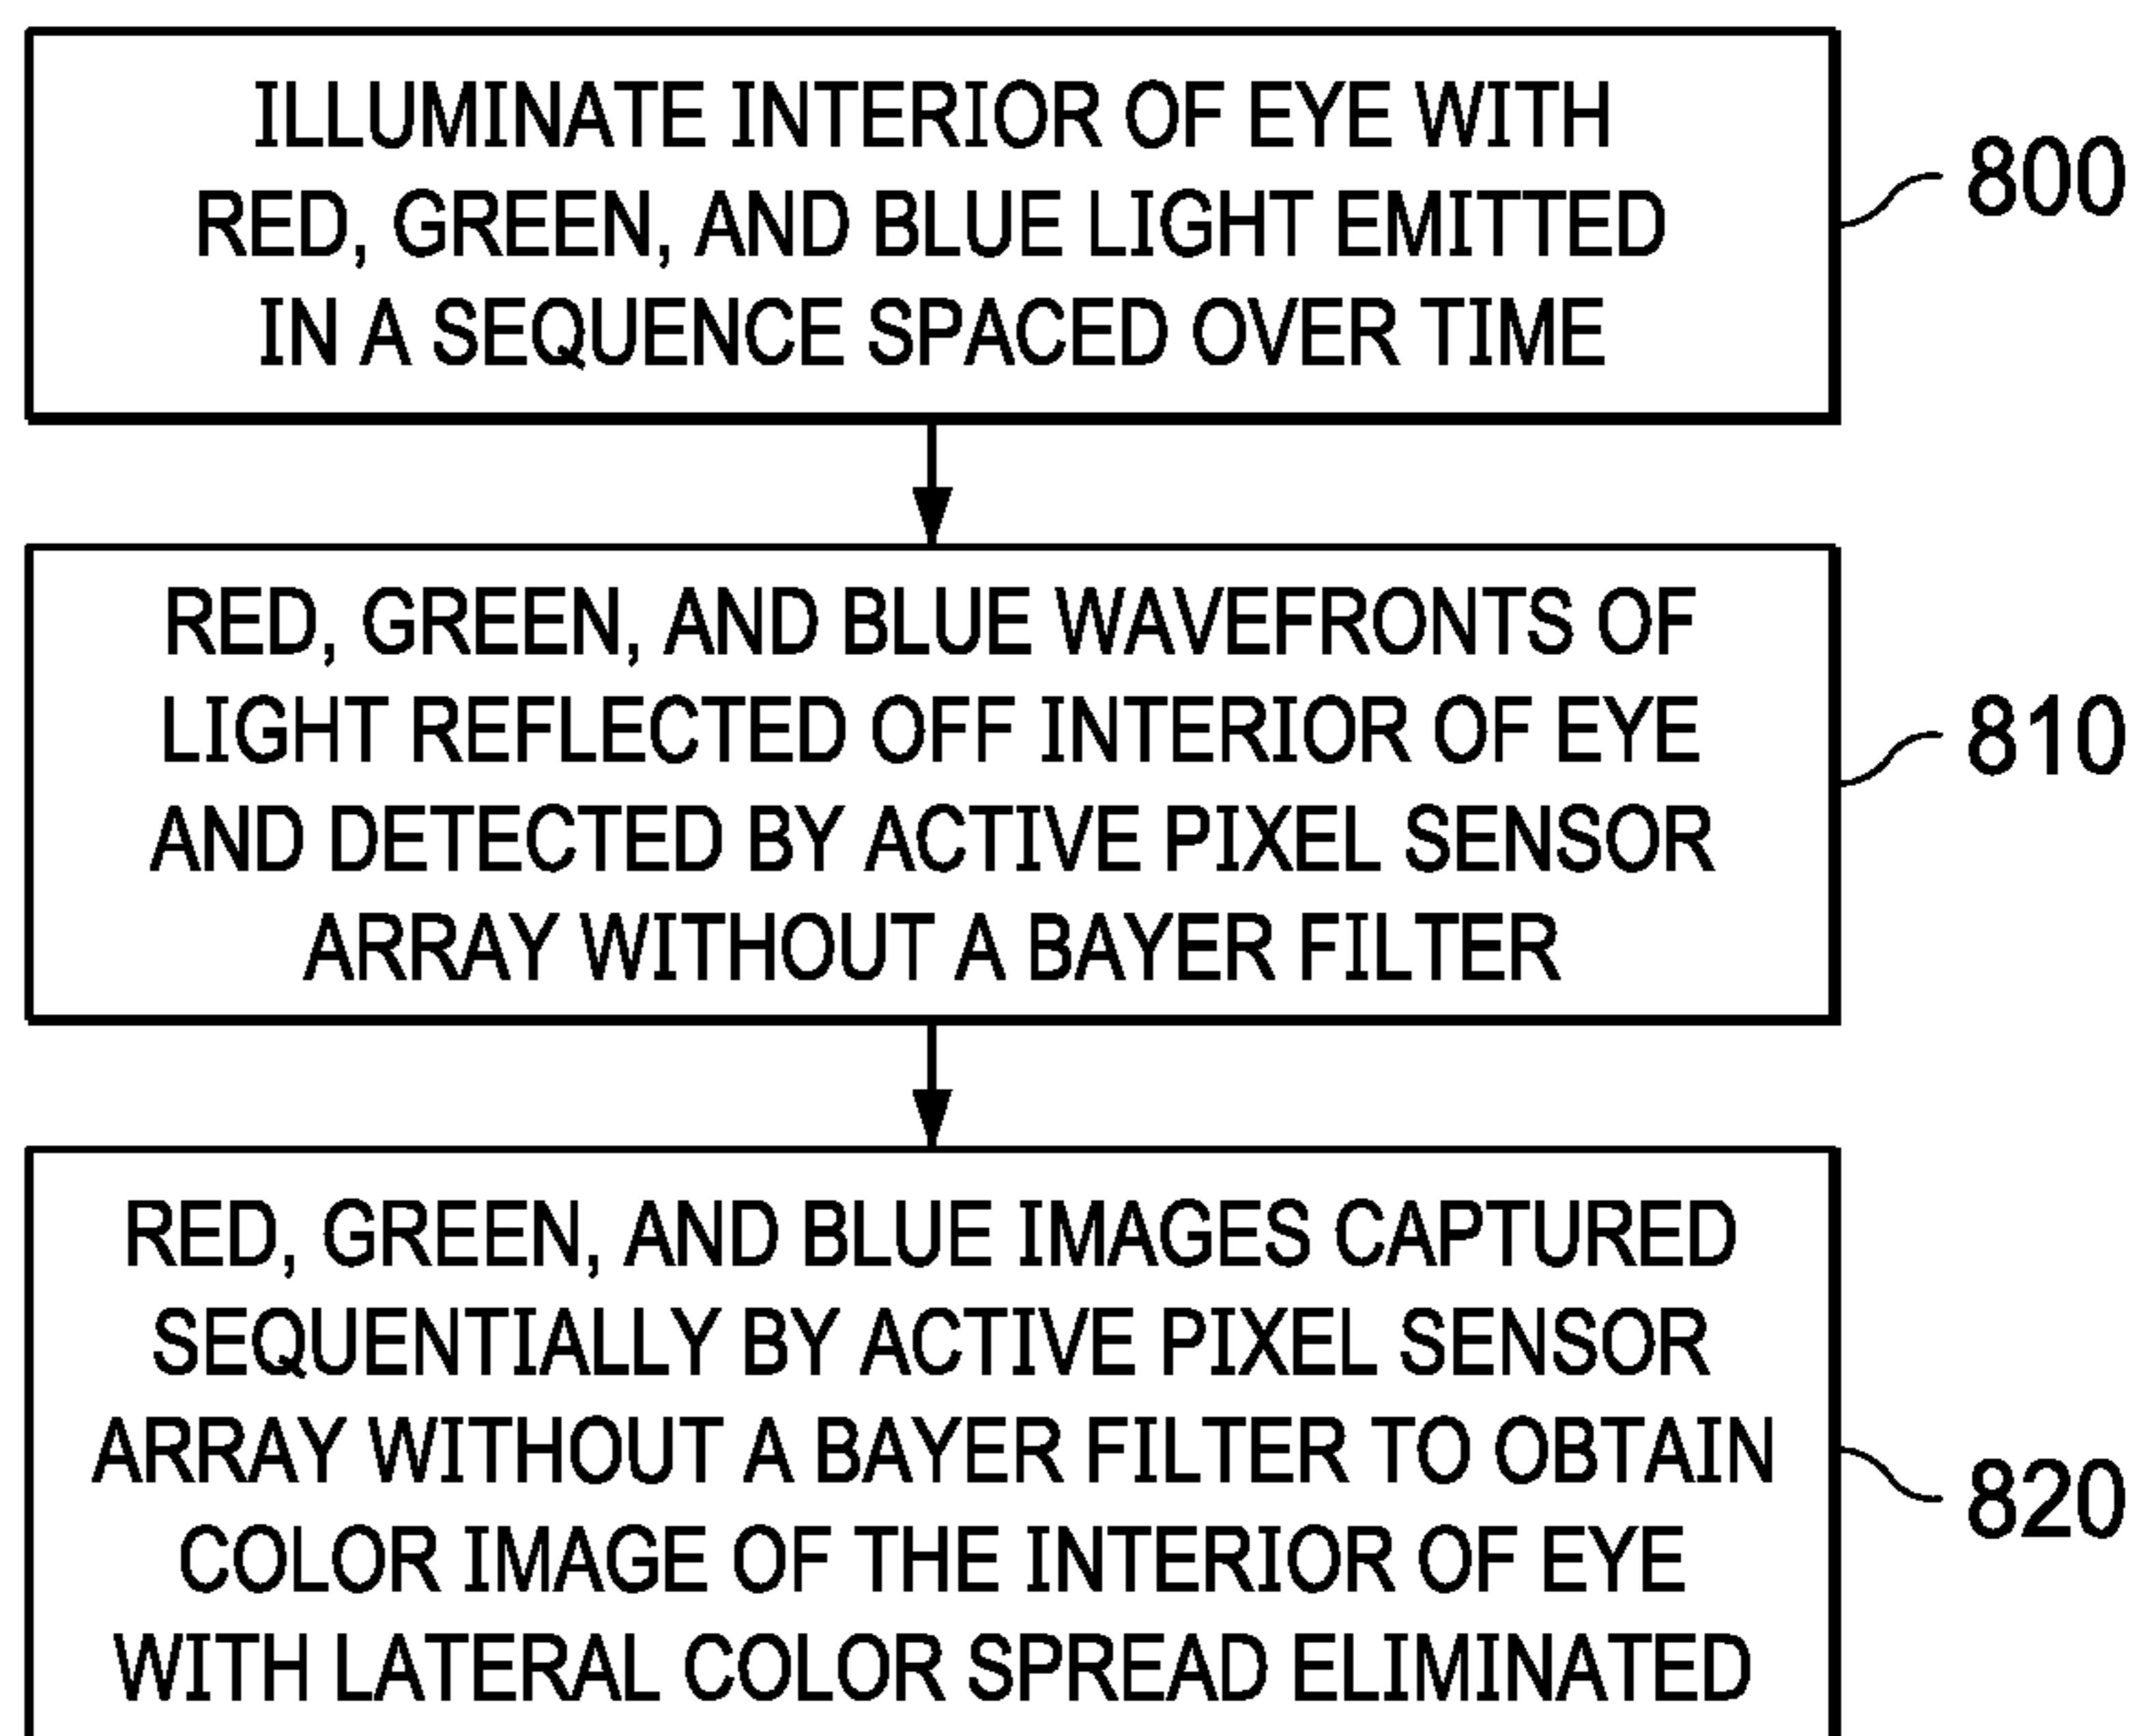 ILLUMINATE INTERIOR OF EYE WITH
RED, GREEN, AND BLUE LIGHT EMITTED
IN A SEQUENCE SPACED OVER TIME
800
RED, GREEN, AND BLUE WAVEFRONTS OF
LIGHT REFLECTED OFF INTERIOR OF EYE
AND DETECTED BY ACTIVE PIXEL SENSOR
ARRAY WITHOUT A BAYER FILTER
810
RED, GREEN, AND BLUE IMAGES CAPTURED
SEQUENTIALLY BY ACTIVE PIXEL SENSOR
ARRAY WITHOUT A BAYER FILTER TO OBTAIN
COLOR IMAGE OF THE INTERIOR OF EYE
WITH LATERAL COLOR SPREAD ELIMINATED
820